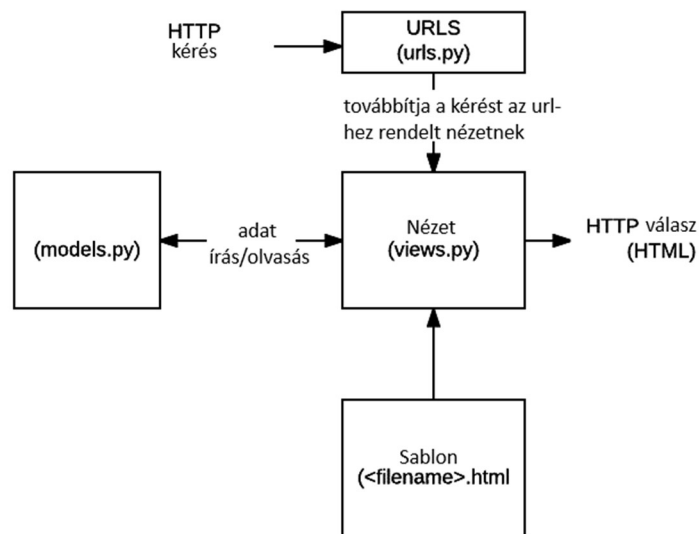 HTTP
kérés
URLS
(urls.py)
továbbítja a kérést az url-
hez rendelt nézetnek
(models.py)
adat
írás/olvasás
Nézet
(views.py)
HTTP válasz
(HTML)
Sablon
(<filename>.html